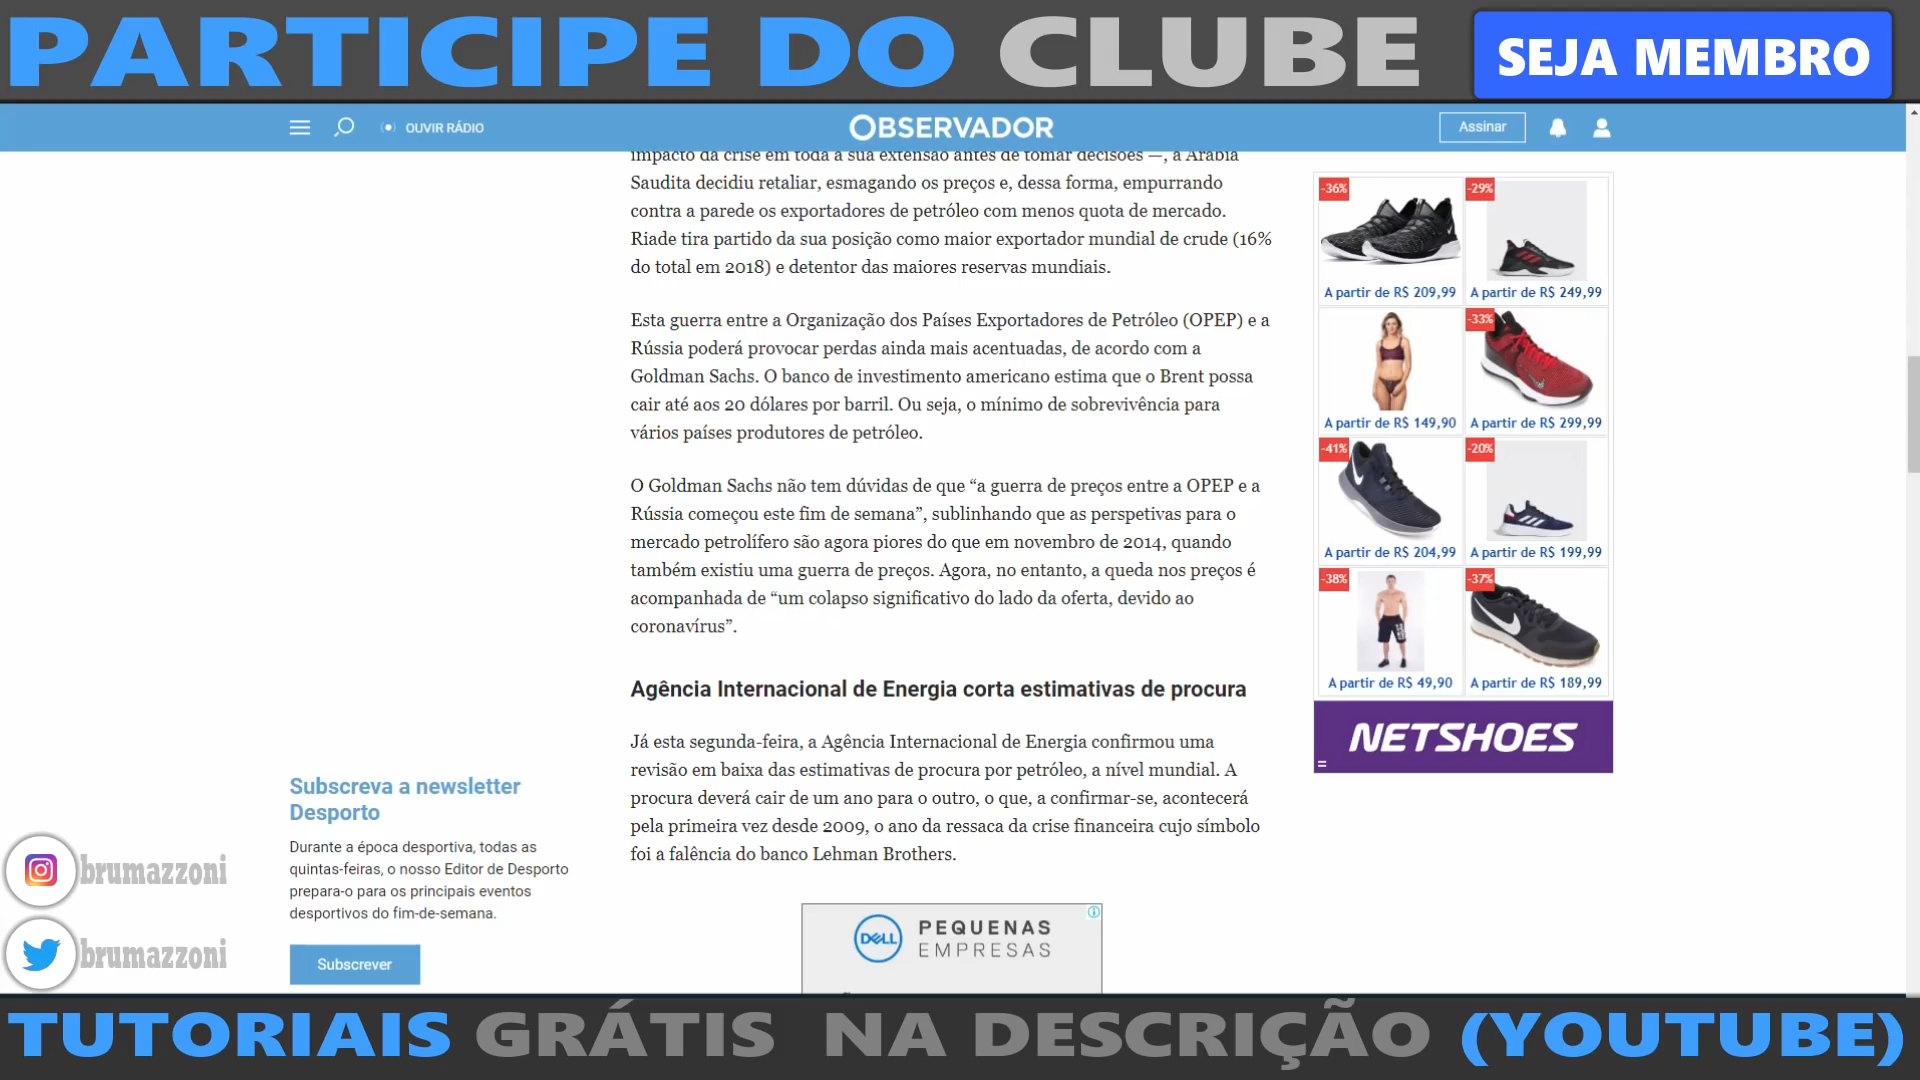 PARTICIPE DO CLUBE
SEJA MEMBRO
OUVIR RÁDIO
OBSERVADOR
Assinar
impacto da crise em toda a sua extensão antes de tomar decisões —, a Arábia
Saudita decidiu retaliar, esmagando os preços e, dessa forma, empurrando
contra a parede os exportadores de petróleo com menos quota de mercado.
Riade tira partido da sua posição como maior exportador mundial de crude (16%
do total em 2018) e detentor das maiores reservas mundiais.
Esta guerra entre a Organização dos Países Exportadores de Petróleo (OPEP) e a
Rússia poderá provocar perdas ainda mais acentuadas, de acordo com a
Goldman Sachs. O banco de investimento americano estima que o Brent possa
cair até aos 20 dólares por barril. Ou seja, o mínimo de sobrevivência para
vários países produtores de petróleo.
O Goldman Sachs não tem dúvidas de que “a guerra de preços entre a OPEP e a
Rússia começou este fim de semana”, sublinhando que as perspetivas para o
mercado petrolífero são agora piores do que em novembro de 2014, quando
também existiu uma guerra de preços. Agora, no entanto, a queda nos preços é
acompanhada de “um colapso significativo do lado da oferta, devido ao
coronavírus”.
Agência Internacional de Energia corta estimativas de procura
Já esta segunda-feira, a Agência Internacional de Energia confirmou uma
revisão em baixa das estimativas de procura por petróleo, a nível mundial. A
procura deverá cair de um ano para o outro, o que, a confirmar-se, acontecerá
pela primeira vez desde 2009, o ano da ressaca da crise financeira cujo símbolo
foi a falência do banco Lehman Brothers.
-36%
-29%
A partir de R$ 209,99
A partir de R$ 249,99
-33%
A partir de R$ 149,90
A partir de R$ 299,99
-41%
-20%
A partir de R$ 204,99
A partir de R$ 199,99
-38%
-37%
A partir de R$ 49,90
A partir de R$ 189,99
NETSHOES
Subscreva a newsletter
Desporto
Durante a época desportiva, todas as
quintas-feiras, o nosso Editor de Desporto
prepara-o para os principais eventos
desportivos do fim-de-semana.
Subscrever
brumazzoni
brumazzoni
DELL
PEQUENAS
EMPRESAS
TUTORIAIS GRÁTIS NA DESCRIÇÃO (YOUTUBE)